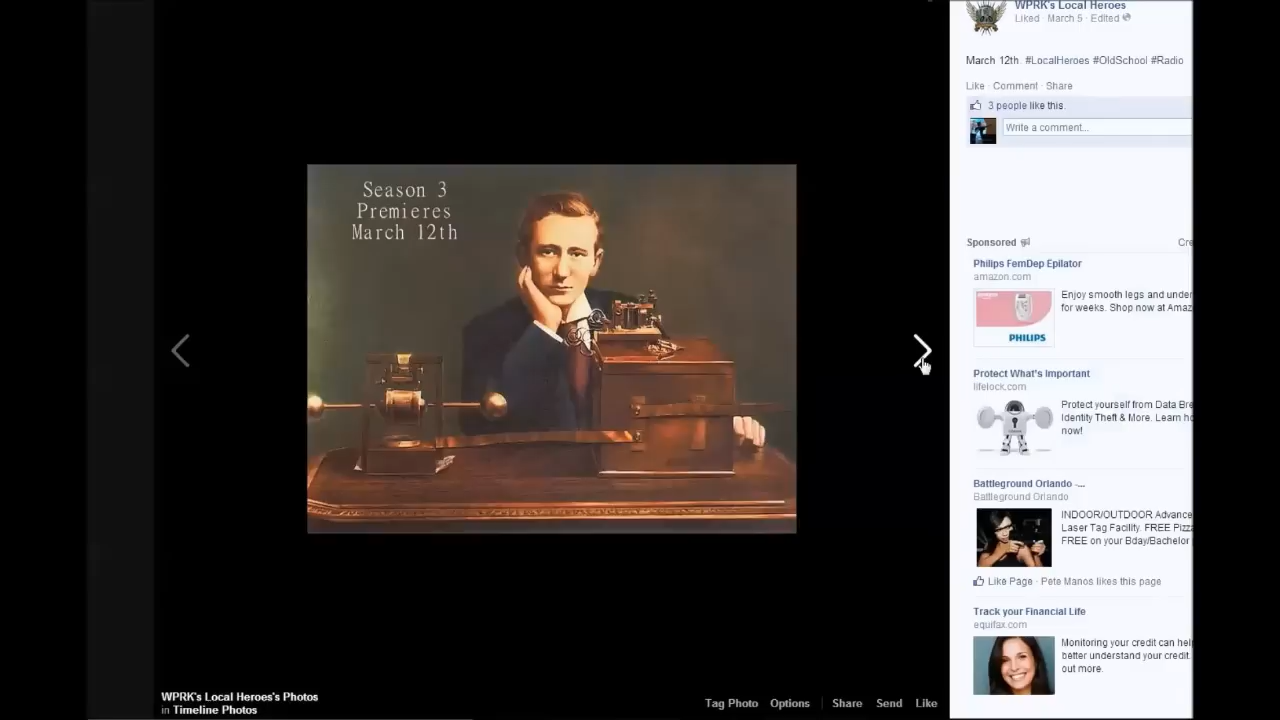 WPRK's Local Heroes
Liked · March 5 · Edited
March 12th #LocalHeroes #OldSchool #Radio
Like · Comment · Share
3 people like this.
Write a comment...
Season 3
Premieres
March 12th
Sponsored
Philips FemDep Epilator
amazon.com
Enjoy smooth legs and under
for weeks. Shop now at Amaz
PHILIPS
Protect What's Important
lifelock.com
Protect yourself from Data Bre
Identity Theft & More. Learn ho
now!
Battleground Orlando -...
Battleground Orlando
INDOOR/OUTDOOR Advance
Laser Tag Facility. FREE Pizz
FREE on your Bday/Bachelor
Like Page · Pete Manos likes this page
Track your Financial Life
equifax.com
Monitoring your credit can hel
better understand your credit.
out more.
WPRK's Local Heroes's Photos
in Timeline Photos
Tag Photo Options Share Send Like